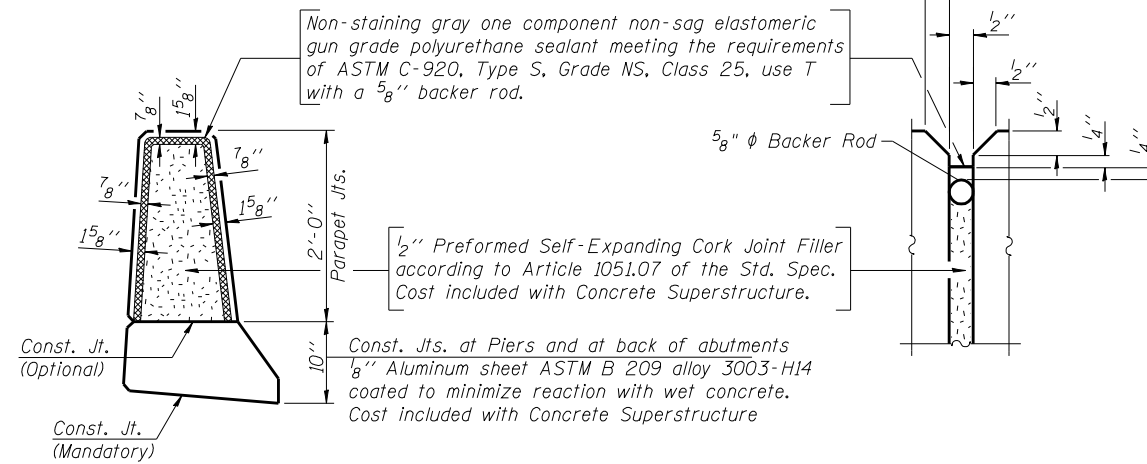 Non-staining gray one component non-sag elastomeric
gun grade polyurethane sealant meeting the requirements
of ASTM C-920, Type S, Grade NS, Class 25, use T
with a 5/8'' backer rod.
1/2''
1/2''
1/2''
1/4''
1/4''
5/8" ϕ Backer Rod
7/8''
1 5/8''
7/8''
7/8''
1 5/8''
1 5/8''
2'-0''
Parapet Jts.
1/2'' Preformed Self-Expanding Cork Joint Filler
according to Article 1051.07 of the Std. Spec.
Cost included with Concrete Superstructure.
Const. Jt.
(Optional)
10''
Const. Jts. at Piers and at back of abutments
1/8'' Aluminum sheet ASTM B 209 alloy 3003-H14
coated to minimize reaction with wet concrete.
Cost included with Concrete Superstructure
Const. Jt.
(Mandatory)